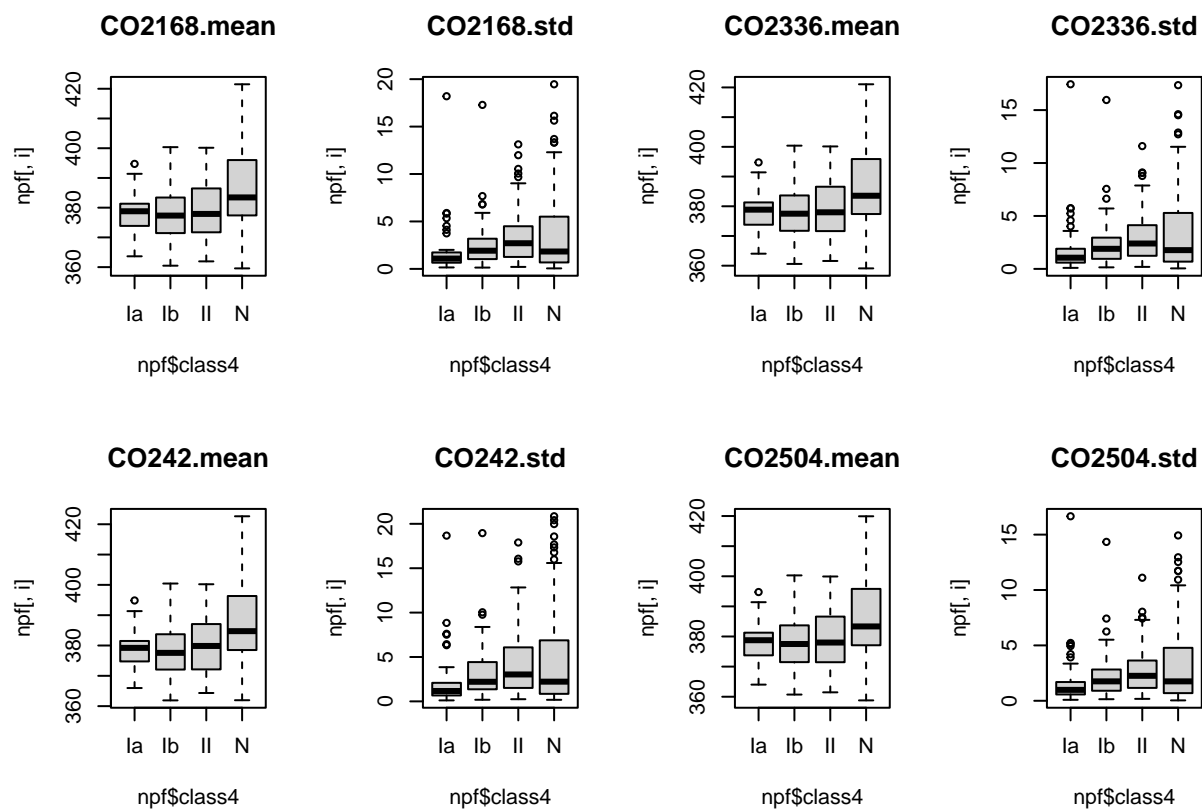 CO2168.mean CO2168.std CO2336.mean CO2336.std
npf[, i]
360 380 400 420
Ia Ib II N
npf$class4
npf[, i]
0 5 10 15 20
Ia Ib II N
npf$class4
npf[, i]
360 380 400 420
Ia Ib II N
npf$class4
npf[, i]
0 5 10 15
Ia Ib II N
npf$class4
CO242.mean CO242.std CO2504.mean CO2504.std
npf[, i]
360 380 400 420
Ia Ib II N
npf$class4
npf[, i]
0 5 10 15 20
Ia Ib II N
npf$class4
npf[, i]
360 380 400 420
Ia Ib II N
npf$class4
npf[, i]
0 5 10 15
Ia Ib II N
npf$class4